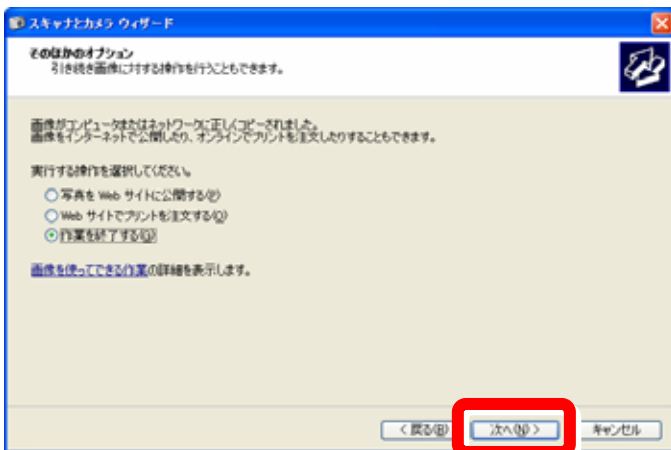 スキャナとカメラ ウィザード
そのほかのオプション
引き続き画像に対する操作を行うこともできます。
画像がコンピュータまたはネットワークに正しくコピーされました。
画像をインターネットで公開したり、オンラインでプリントを注文したりすることもできます。
実行する操作を選択してください。
写真を Web サイトに公開する(P)
Web サイトでプリントを注文する(O)
作業を終了する(G)
画像を使ってできる作業の詳細を表示します。
< 戻る(B) 次へ(N) > キャンセル